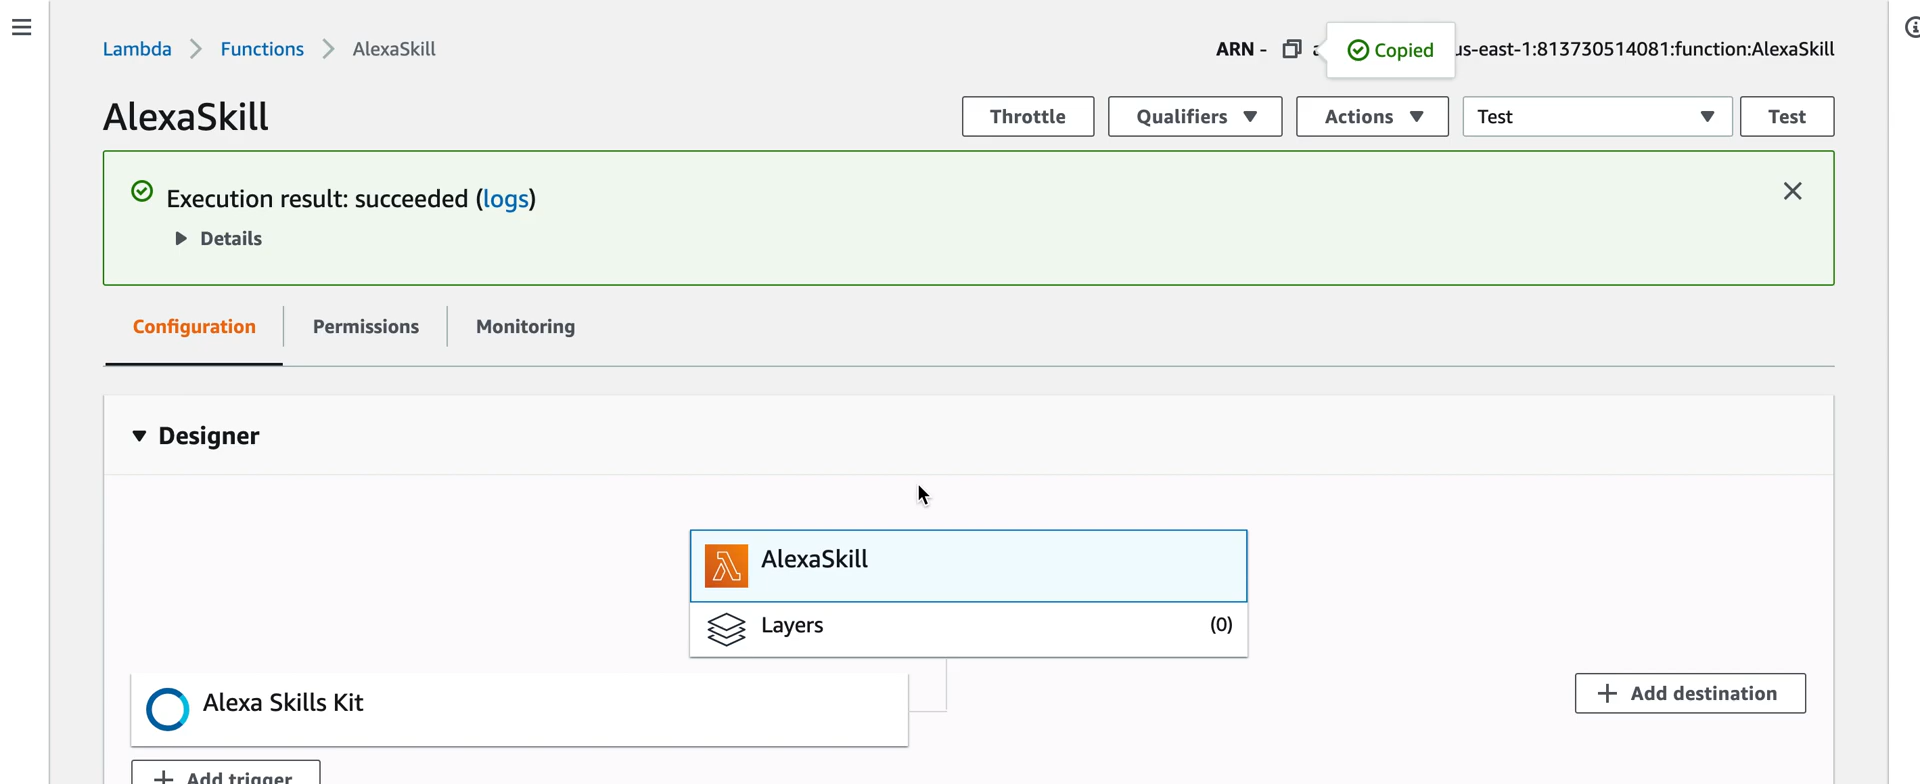 Lambda Functions AlexaSkill
ARN - Copied us-east-1:813730514081:function:AlexaSkill
AlexaSkill
Throttle Qualifiers Actions Test Test
Execution result: succeeded (logs)
Details
Configuration Permissions Monitoring
Designer
AlexaSkill
Layers (0)
Alexa Skills Kit
Add destination
Add trigger